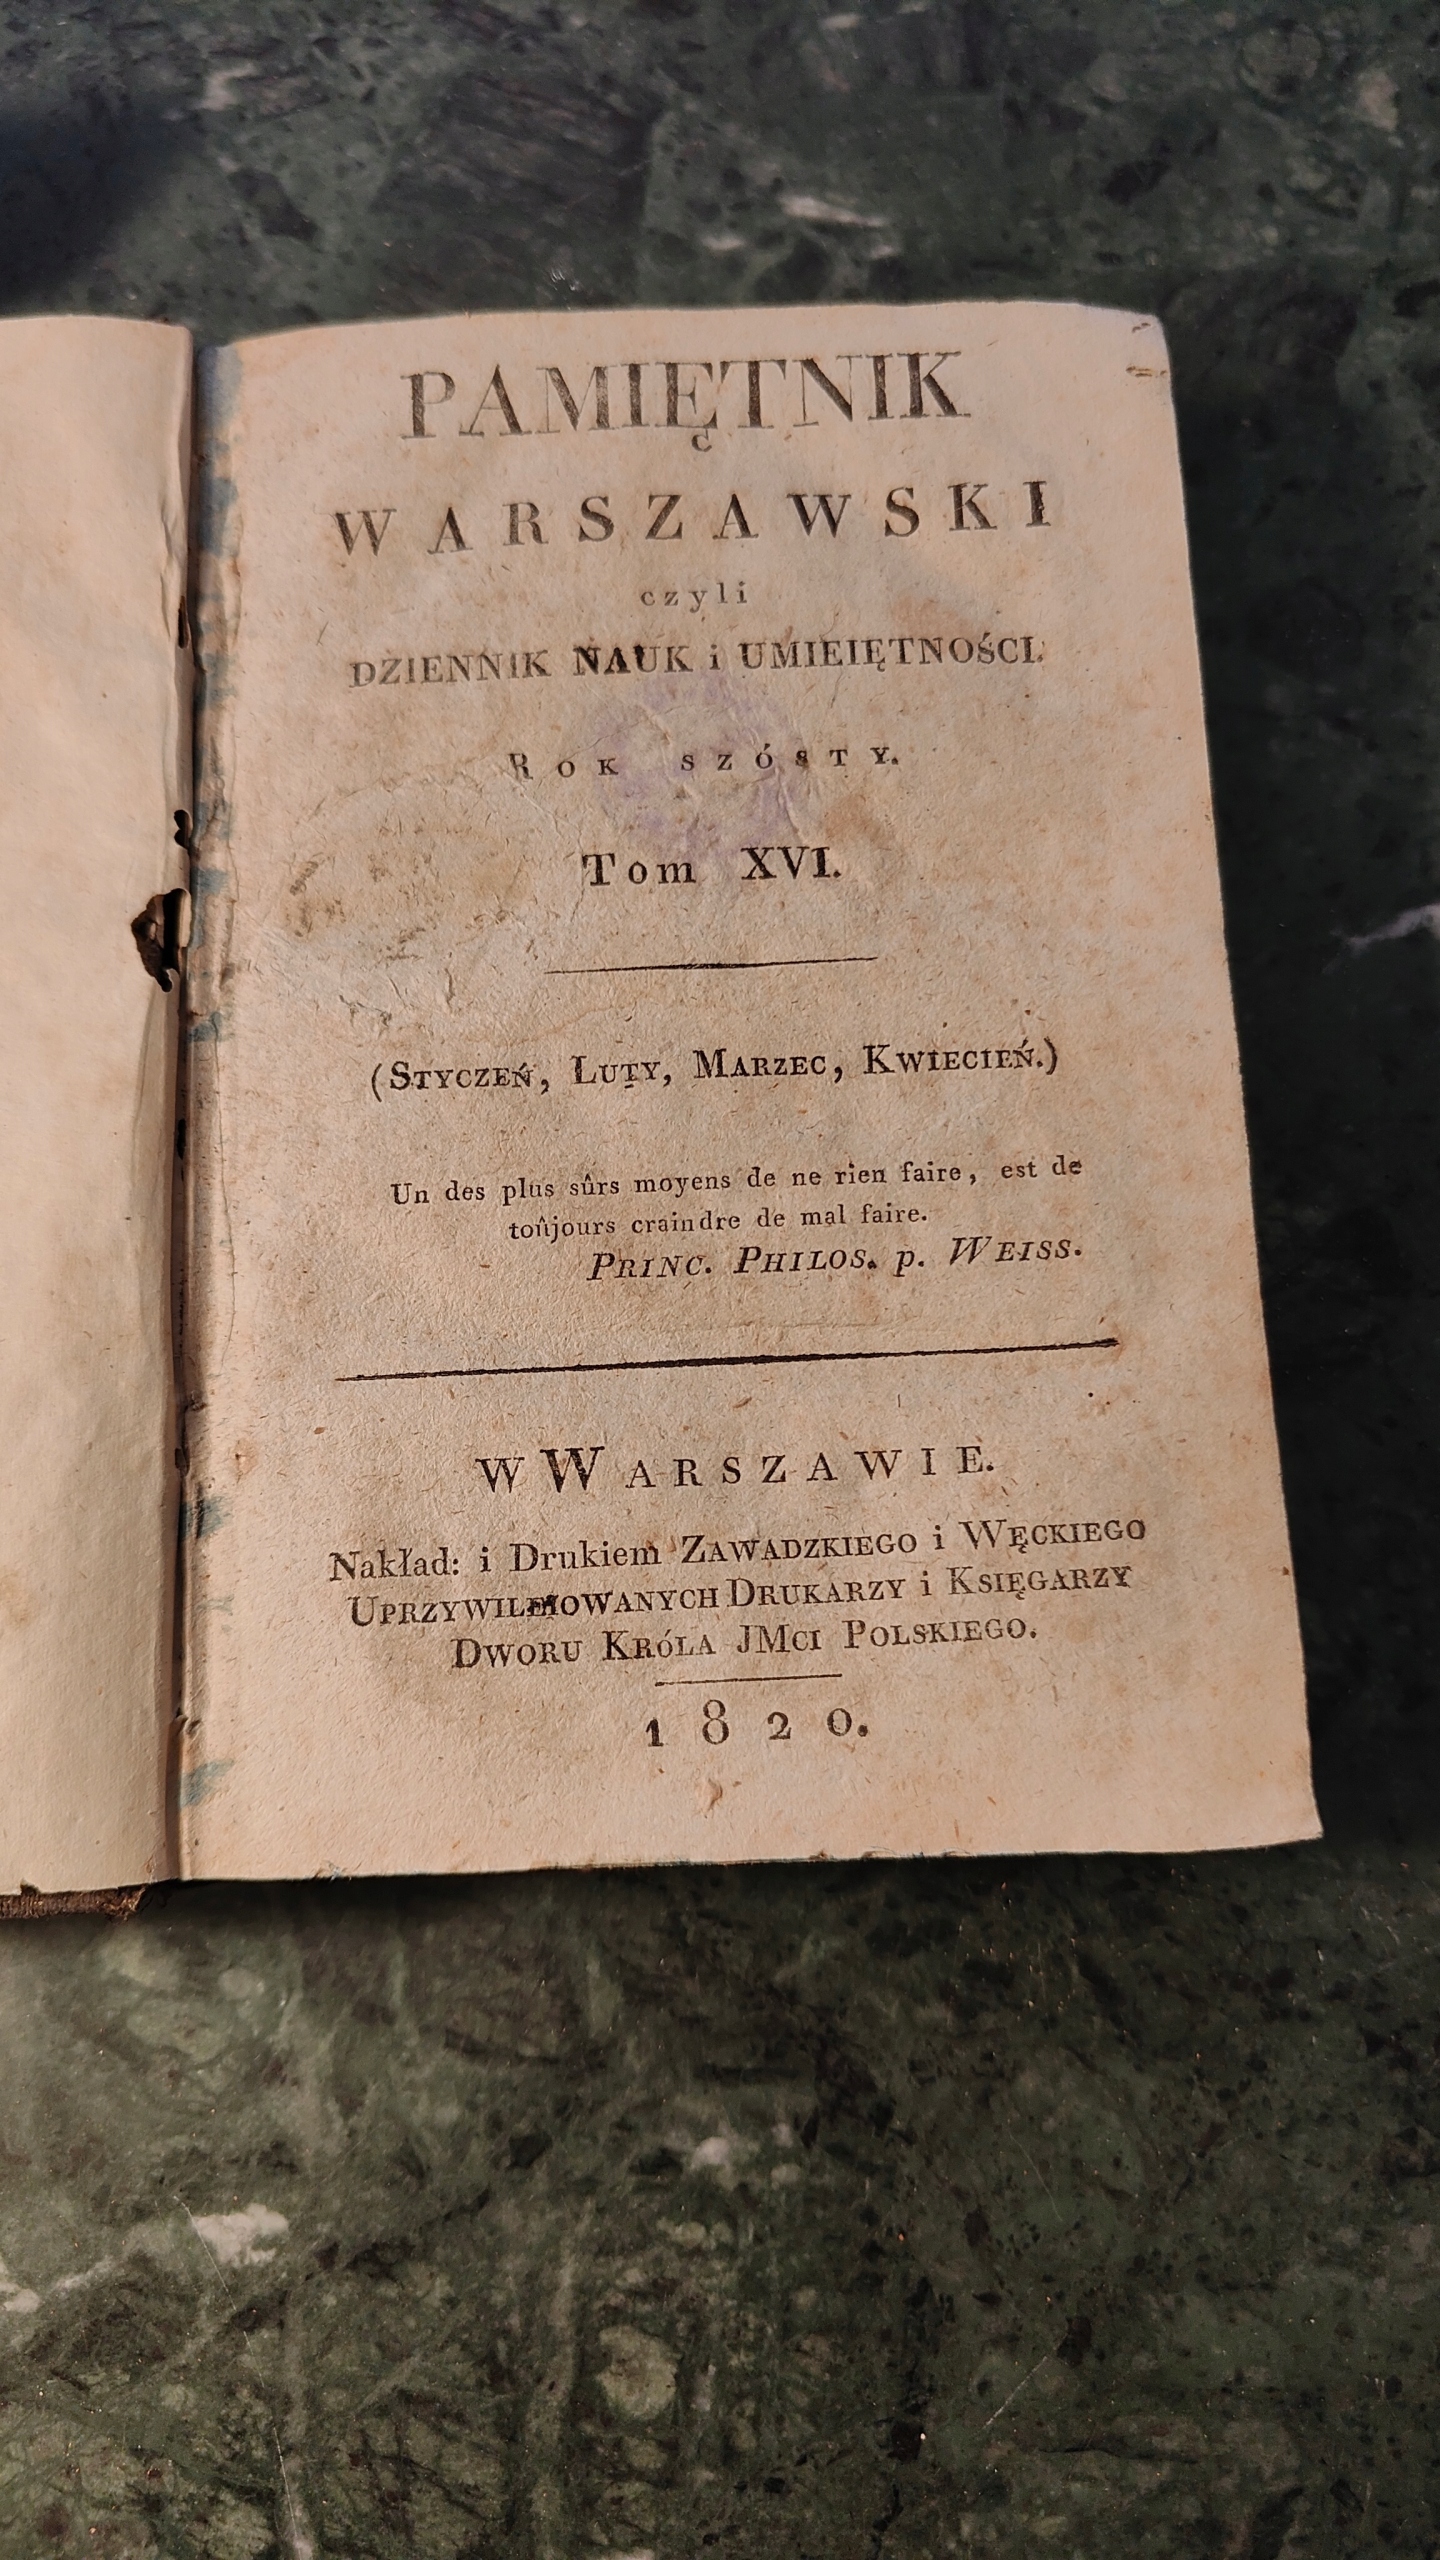 PAMIĘTNIK
WARSZAWSKI
czyli
DZIENNIK NAUK i UMIEIĘTNOŚCI.
ROK SZÓSTY.
Tom XVI.
(STYCZEŃ, LUTY, MARZEC, KWIECIEŃ.)
Un des plus sûrs moyens de ne rien faire, est de
toûjours craindre de mal faire.
PRINC. PHILOS. p. WEISS.
W WARSZAWIE.
Nakład: i Drukiem ZAWADZKIEGO i WĘCKIEGO
UPRZYWILEIOWANYCH DRUKARZY i KSIĘGARZY
DWORU KRÓLA JMCI POLSKIEGO.
1820.